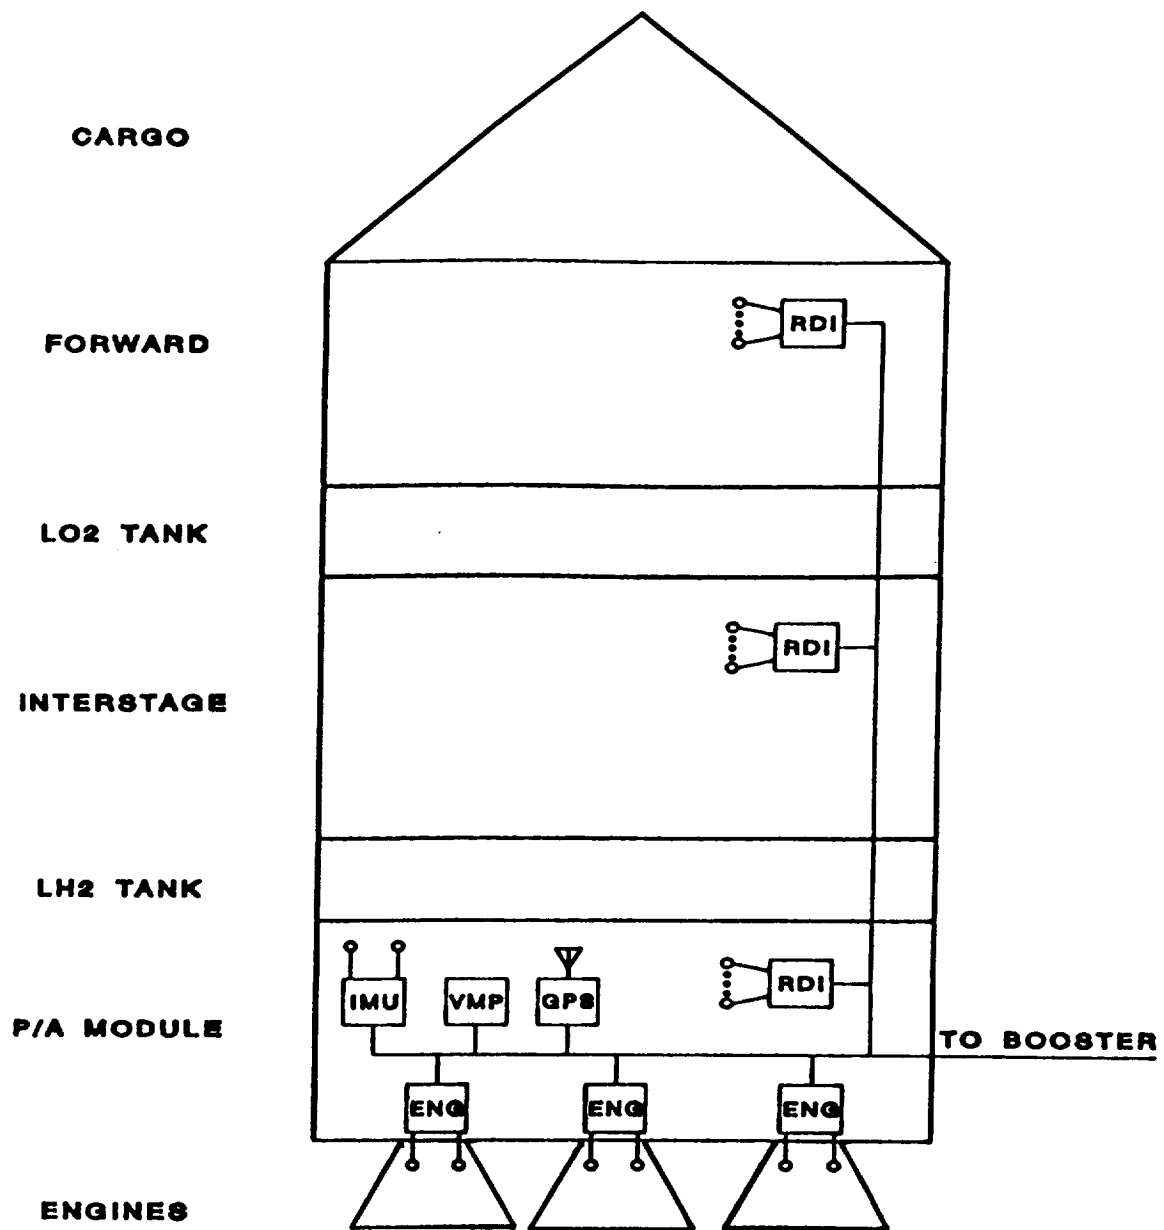 CARGO
FORWARD
RDI
LO2 TANK
RDI
INTERSTAGE
LH2 TANK
IMU
VMP
GPS
RDI
P/A MODULE
TO BOOSTER
ENG
ENG
ENG
ENGINES